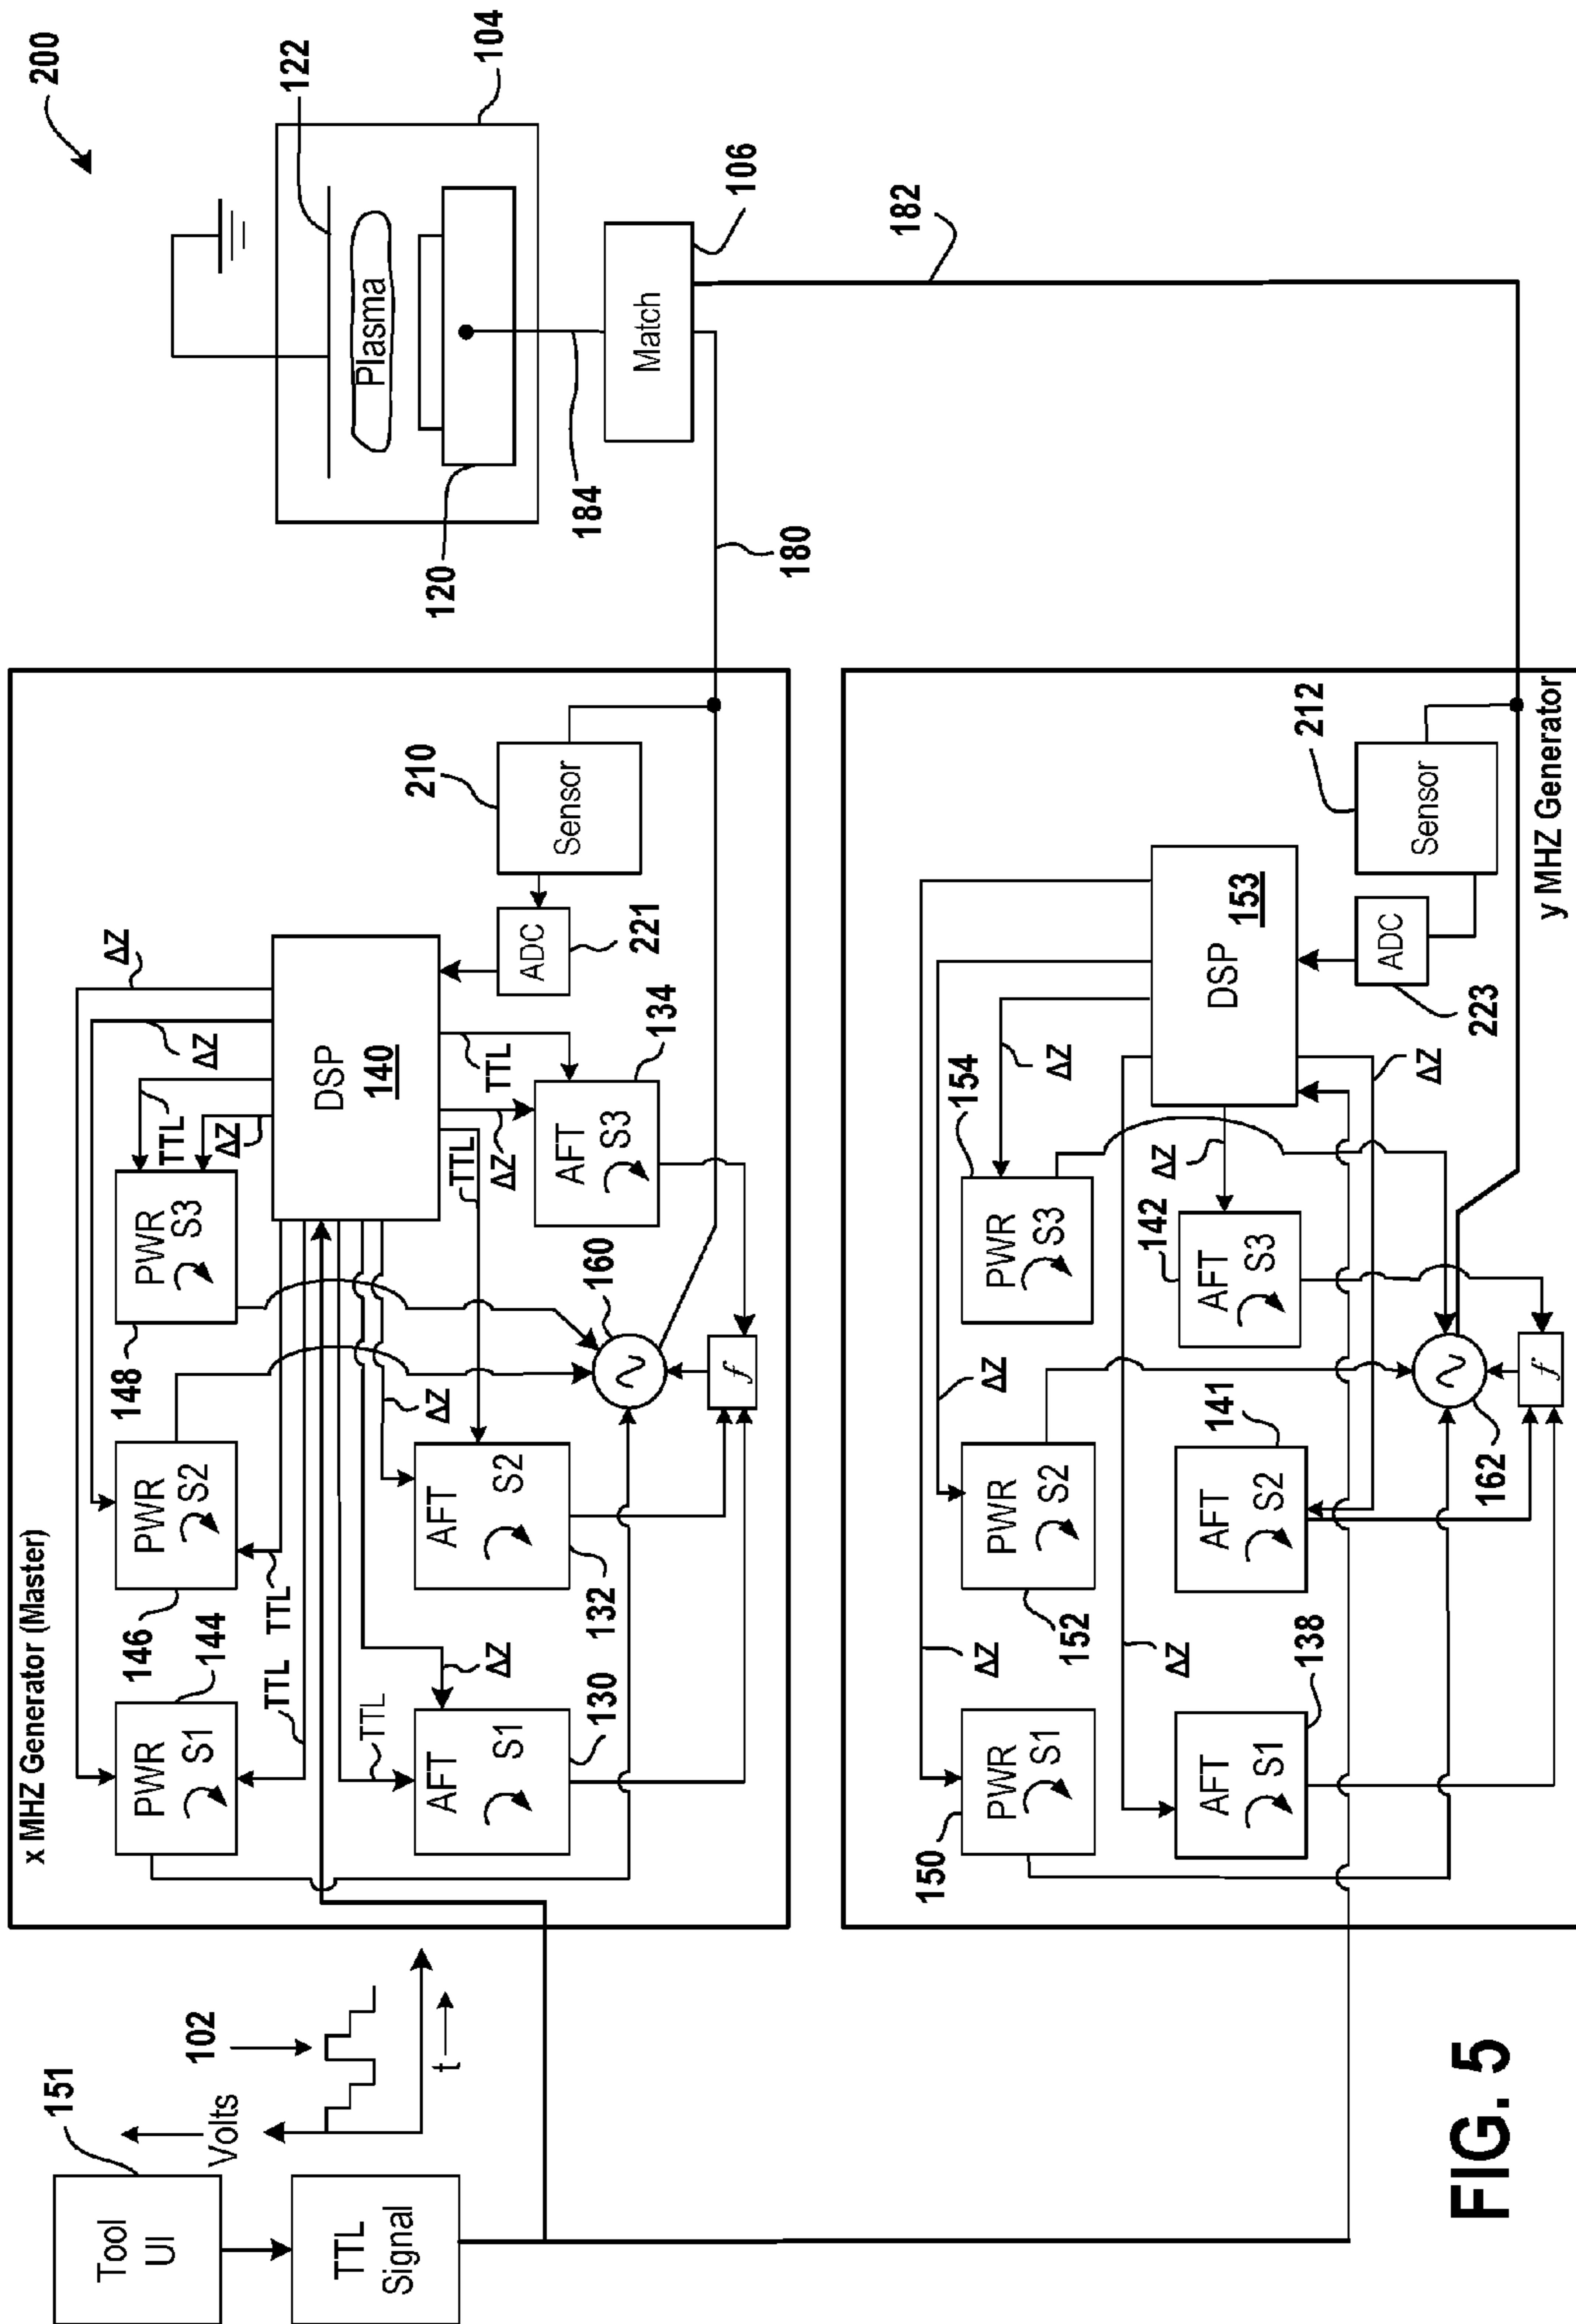 200
x MHZ Generator (Master)
Tool
UI
151
TTL
Signal
Volts
102
t
PWR
S1
144
PWR
S2
146
PWR
S3
148
TTL
TTL
TTL
ΔZ
ΔZ
ΔZ
DSP
140
AFT
S1
130
AFT
S2
132
AFT
S3
134
TTL
ΔZ
ΔZ
TTL
ΔZ
TTL
160
f
ADC
221
Sensor
210
122
104
Plasma
120
184
Match
106
180
182
y MHZ Generator
PWR
S1
150
PWR
S2
152
PWR
S3
154
ΔZ
ΔZ
ΔZ
ΔZ
ΔZ
ΔZ
DSP
153
AFT
S1
138
AFT
S2
141
AFT
S3
142
162
f
ADC
223
Sensor
212
FIG. 5